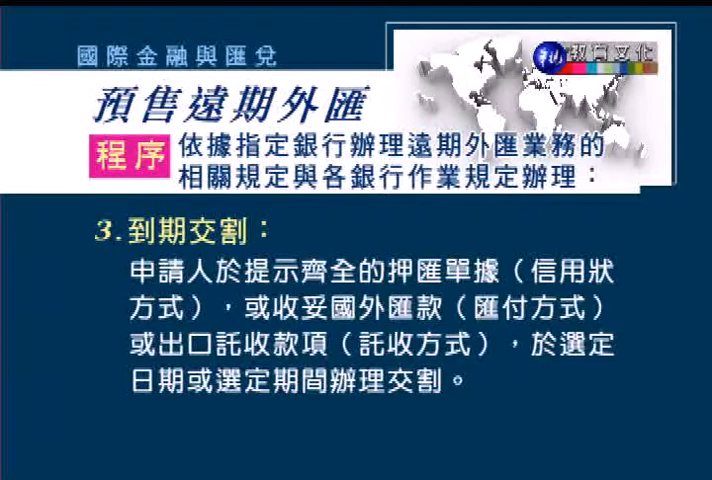 國際金融與匯兌
教育文化
預售遠期外匯
程序
依據指定銀行辦理遠期外匯業務的
相關規定與各銀行作業規定辦理：
3.到期交割：
申請人於提示齊全的押匯單據（信用狀
方式），或收妥國外匯款（匯付方式）
或出口託收款項（託收方式），於選定
日期或選定期間辦理交割。